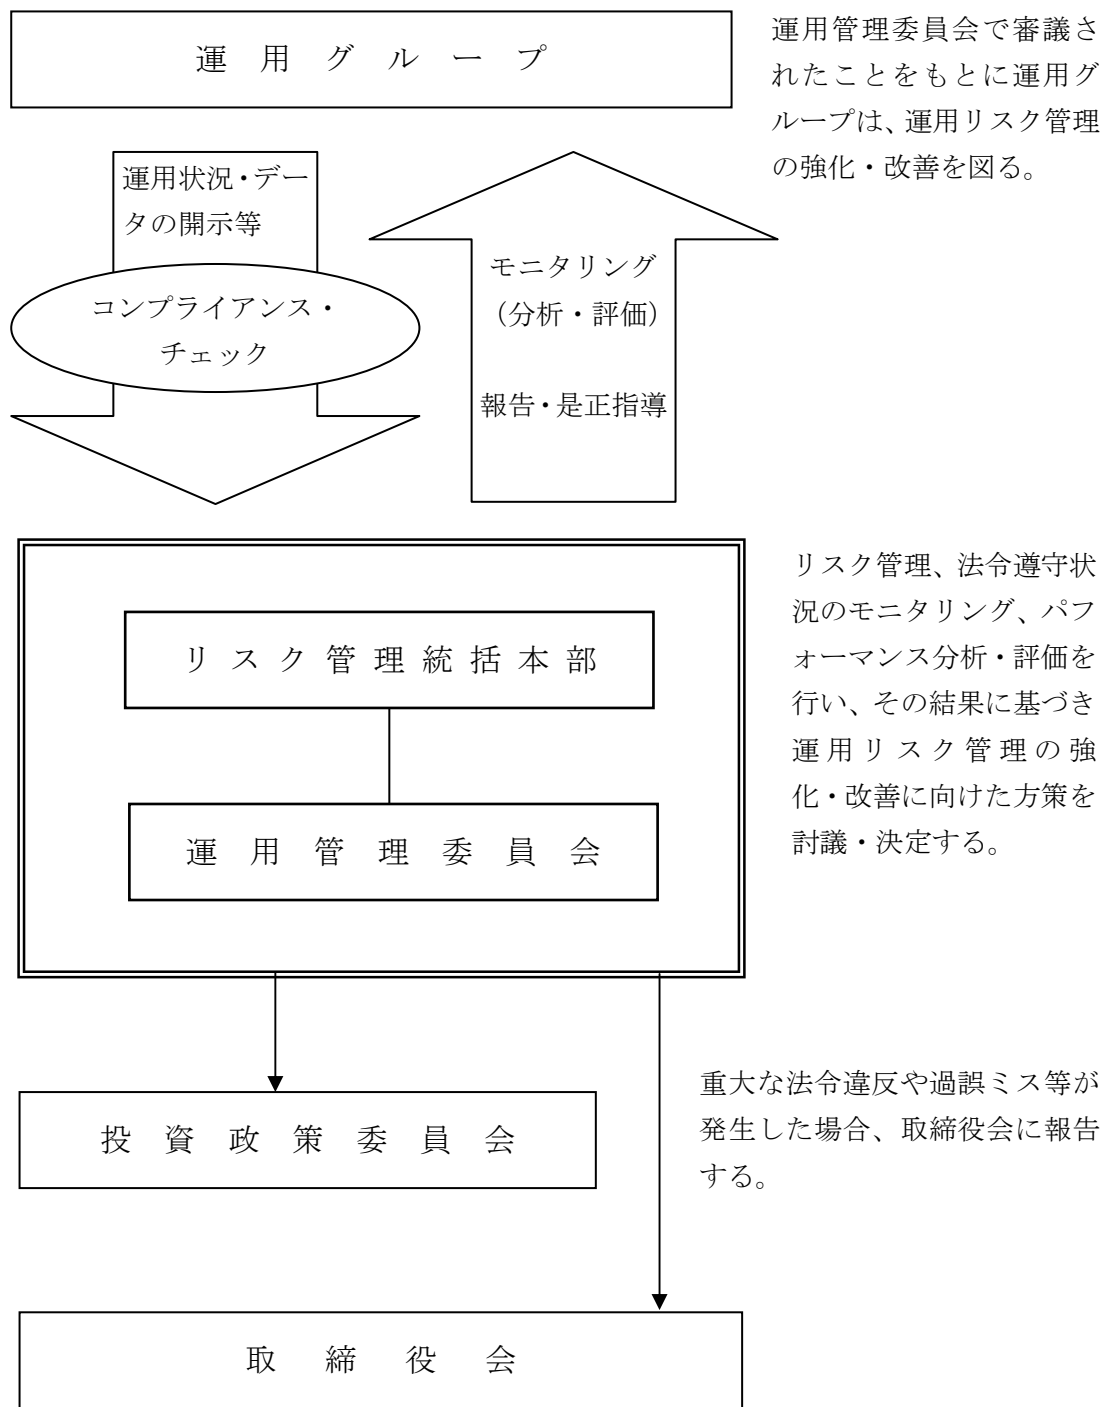 運用グループ
運用管理委員会で審議さ
れたことをもとに運用グ
ループは、運用リスク管理
の強化・改善を図る。
運用状況・デー
タの開示等
コンプライアンス・
チェック
モニタリング
（分析・評価）
報告・是正指導
リスク管理統括本部
運用管理委員会
リスク管理、法令遵守状
況のモニタリング、パフ
ォーマンス分析・評価を
行い、その結果に基づき
運用リスク管理の強
化・改善に向けた方策を
討議・決定する。
投資政策委員会
重大な法令違反や過誤ミス等が
発生した場合、取締役会に報告
する。
取締役会